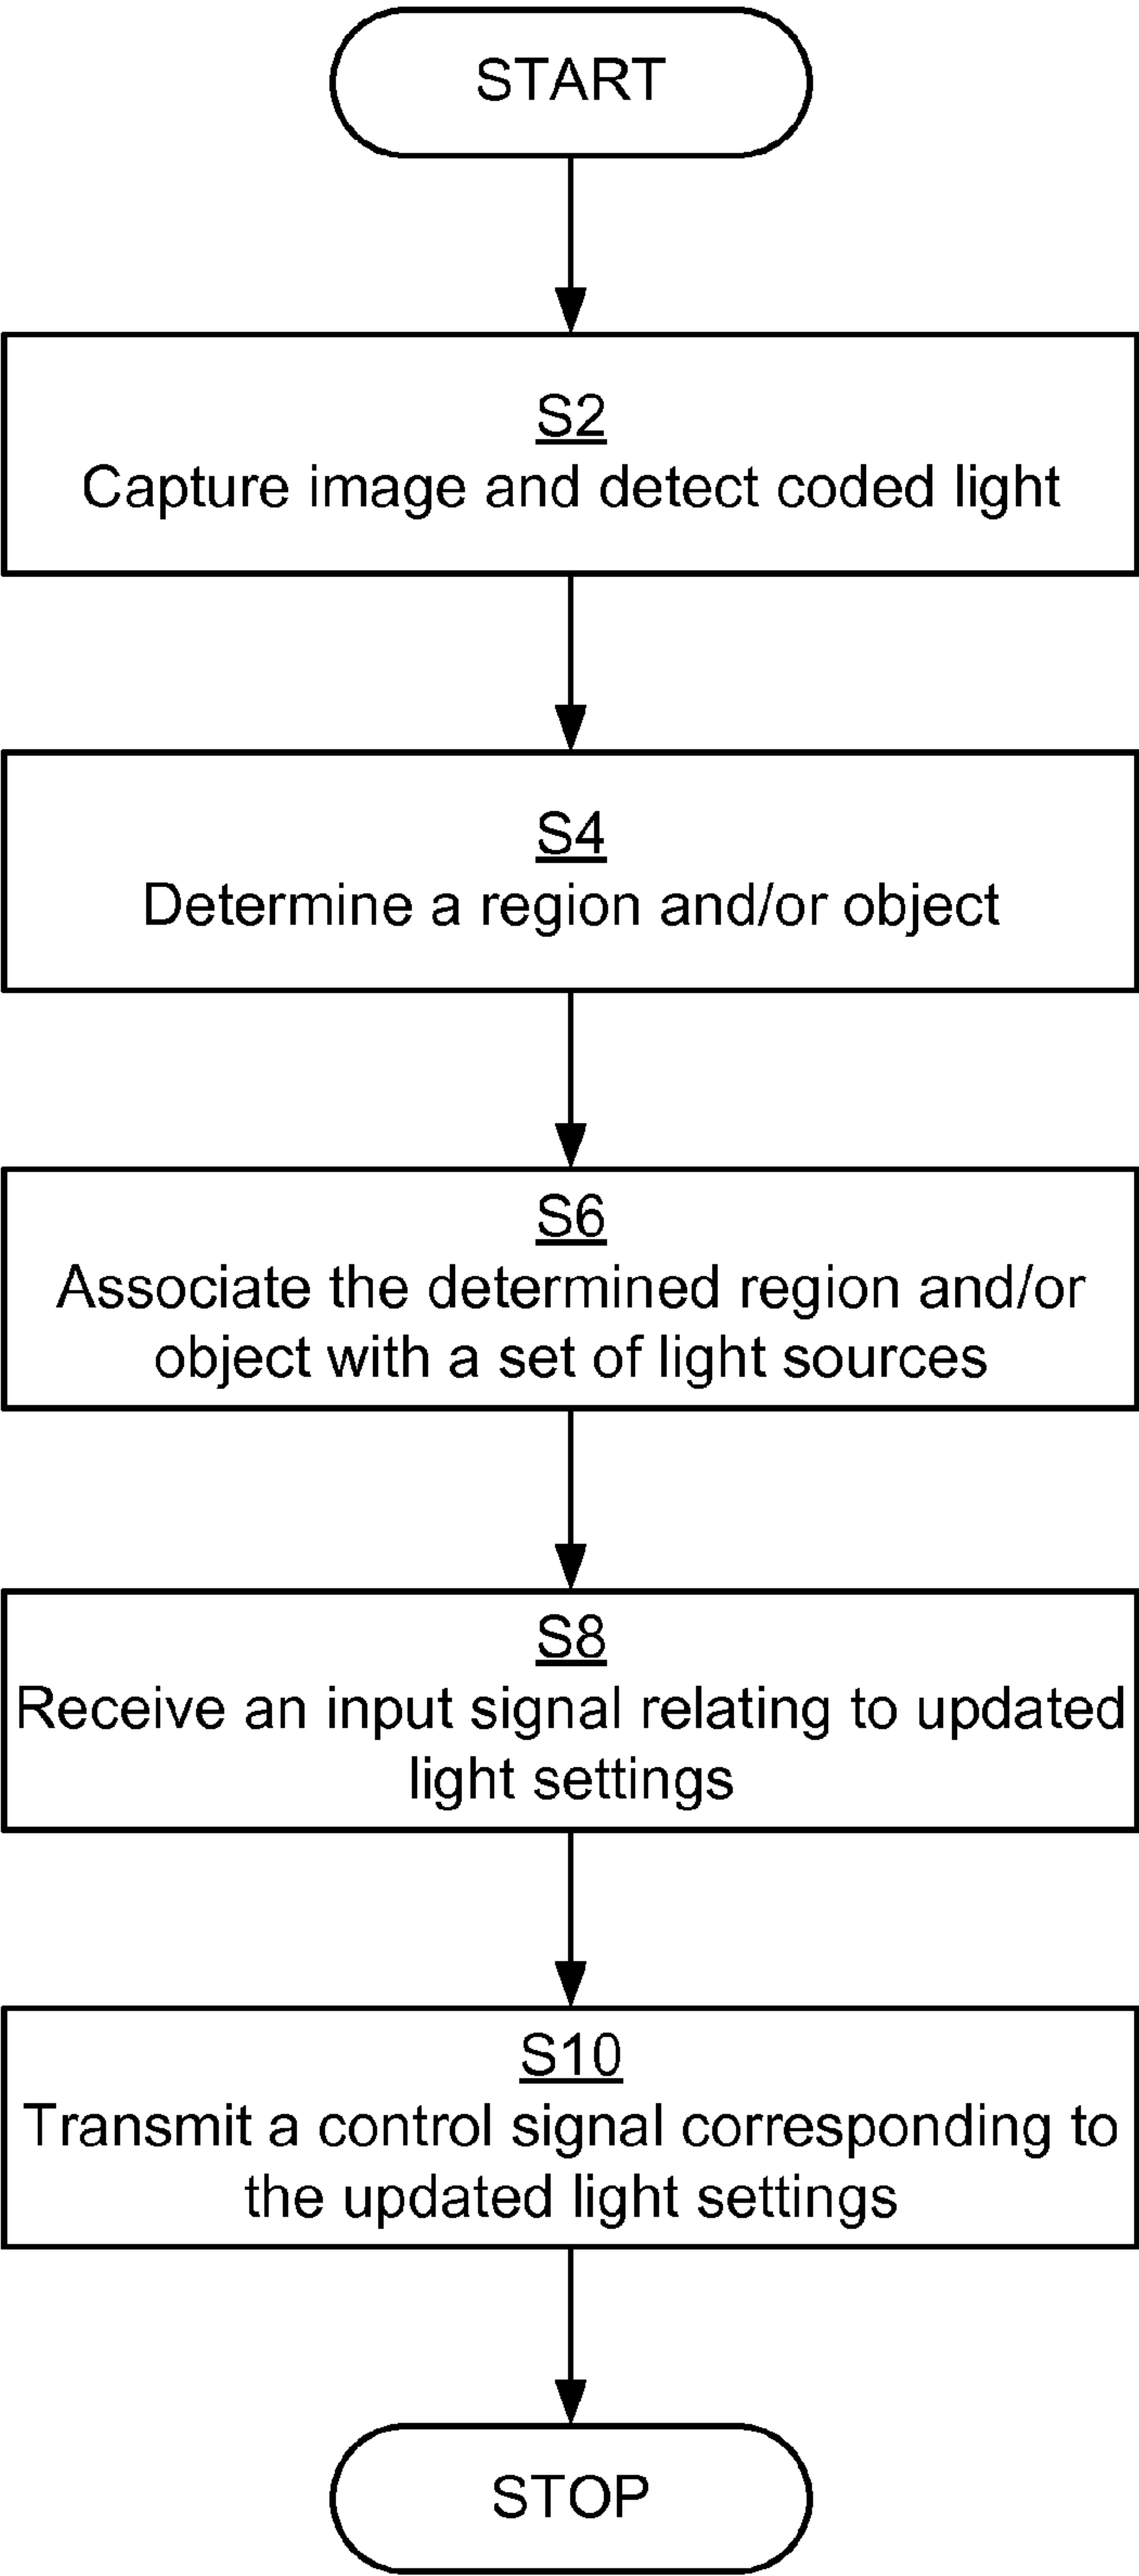 START
S2
Capture image and detect coded light
S4
Determine a region and/or object
S6
Associate the determined region and/or
object with a set of light sources
S8
Receive an input signal relating to updated
light settings
S10
Transmit a control signal corresponding to
the updated light settings
STOP